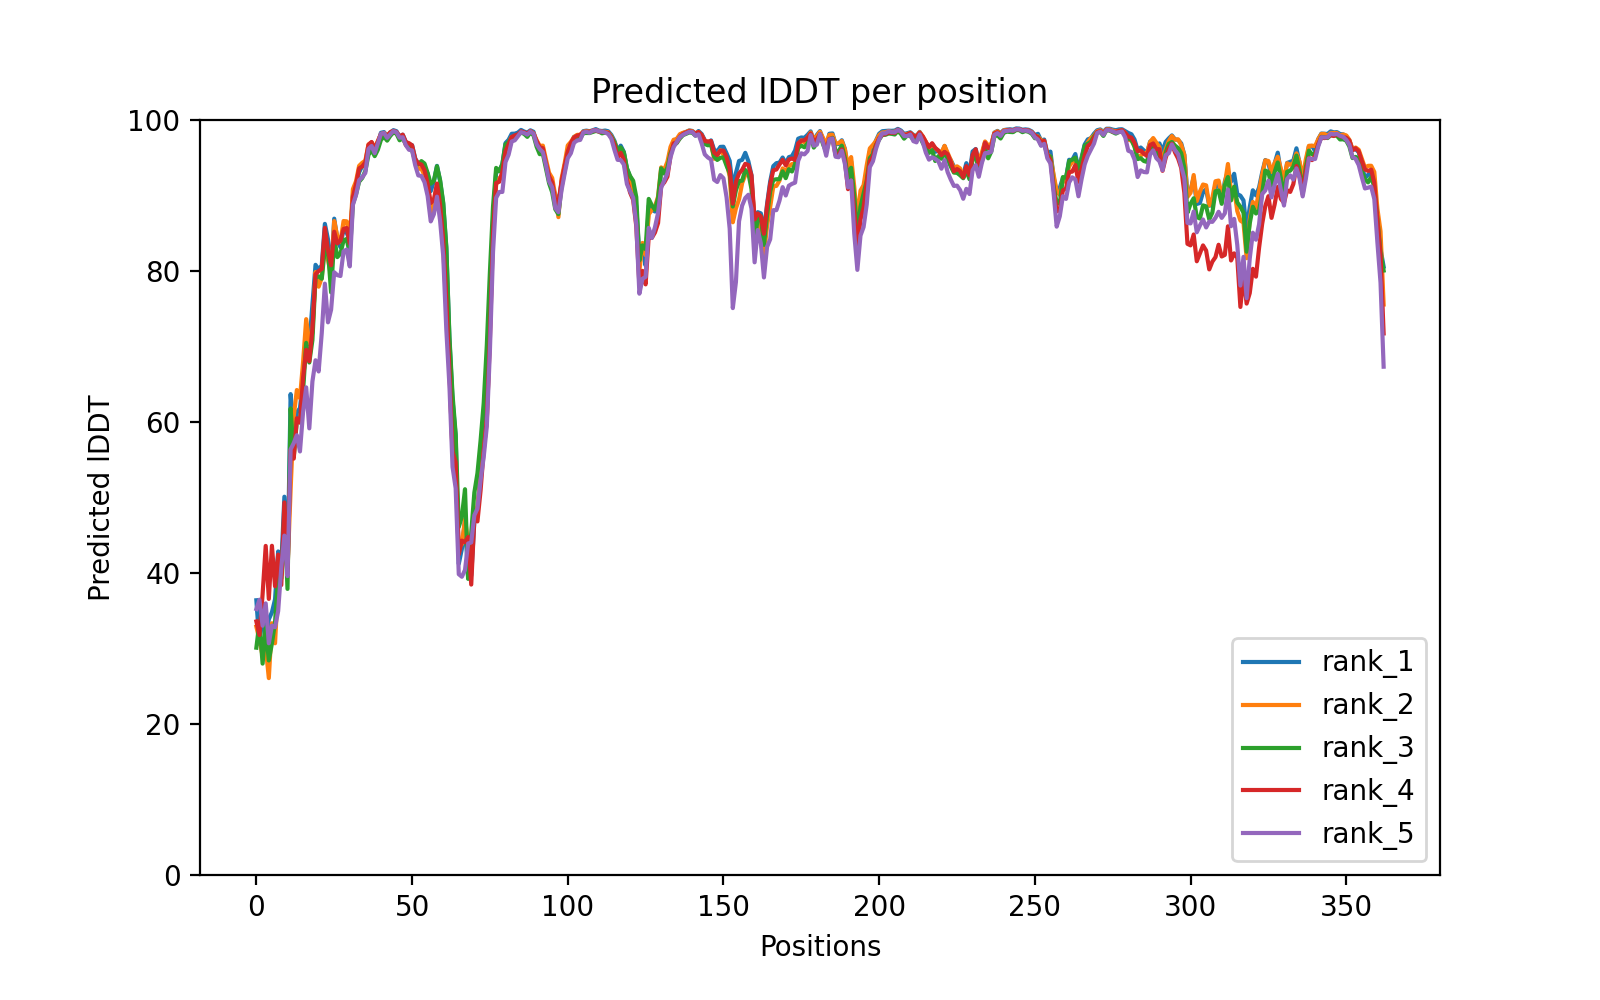 Predicted lDDT per position
100
80
60
40
20
0
Predicted lDDT
0 50 100 150 200 250 300 350
Positions
rank_1
rank_2
rank_3
rank_4
rank_5